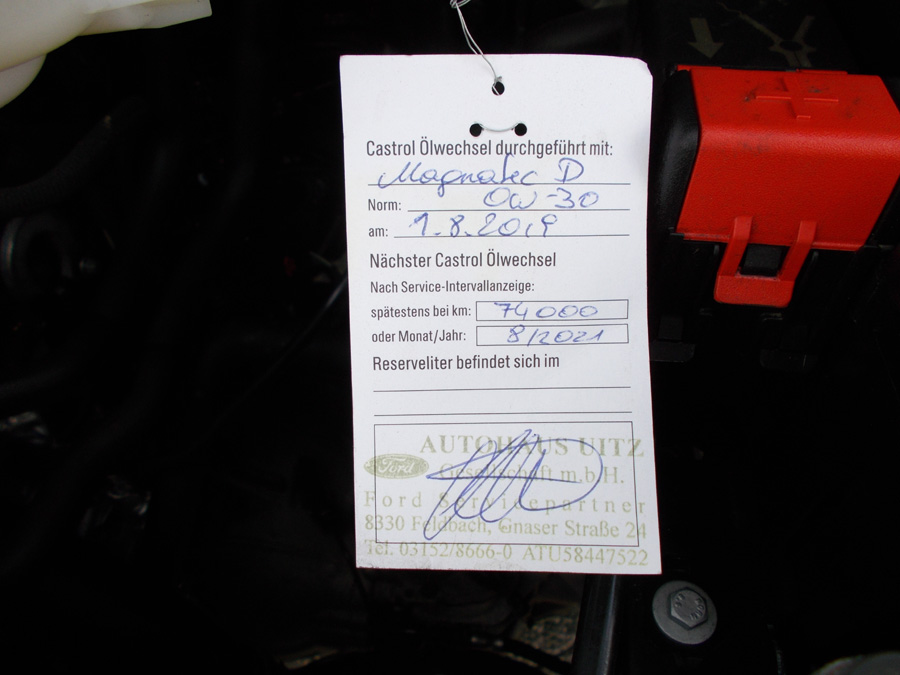 Castrol Ölwechsel durchgeführt mit:
Magnatec D
Norm: 0W-30
am: 1.8.2019
Nächster Castrol Ölwechsel
Nach Service-Intervallanzeige:
spätestens bei km: 74000
oder Monat/Jahr: 8/2021
Reserveliter befindet sich im
AUTOHAUS UITZ
Ford Gesellschaft m.b.H.
Ford Servicepartner
8330 Feldbach, Gnaser Straße 24
Tel. 03152/8666-0 ATU58447522